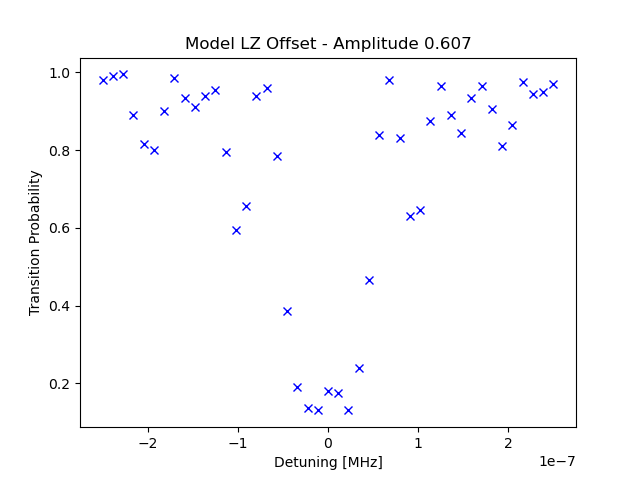 Model LZ Offset - Amplitude 0.607
1.0
0.8
0.6
0.4
0.2
Transition Probability
−2
−1
0
1
2
1e−7
Detuning [MHz]